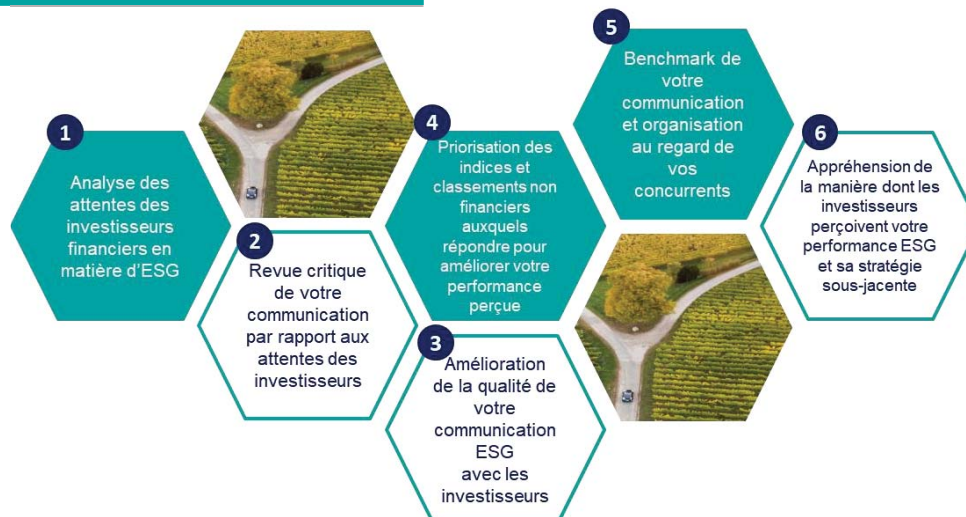 1
Analyse des
attentes des
investisseurs
financiers en
matière d'ESG
2
Revue critique
de votre
communication
par rapport aux
attentes des
investisseurs
3
Amélioration
de la qualité de
votre
communication
ESG
avec les
investisseurs
4
Priorisation des
indices et
classements non
financiers
auxquels
répondre pour
améliorer votre
performance
perçue
5
Benchmark de
votre
communication
et organisation
au regard de
vos
concurrents
6
Appréhension de
la manière dont les
investisseurs
perçoivent votre
performance ESG
et sa stratégie
sous-jacente